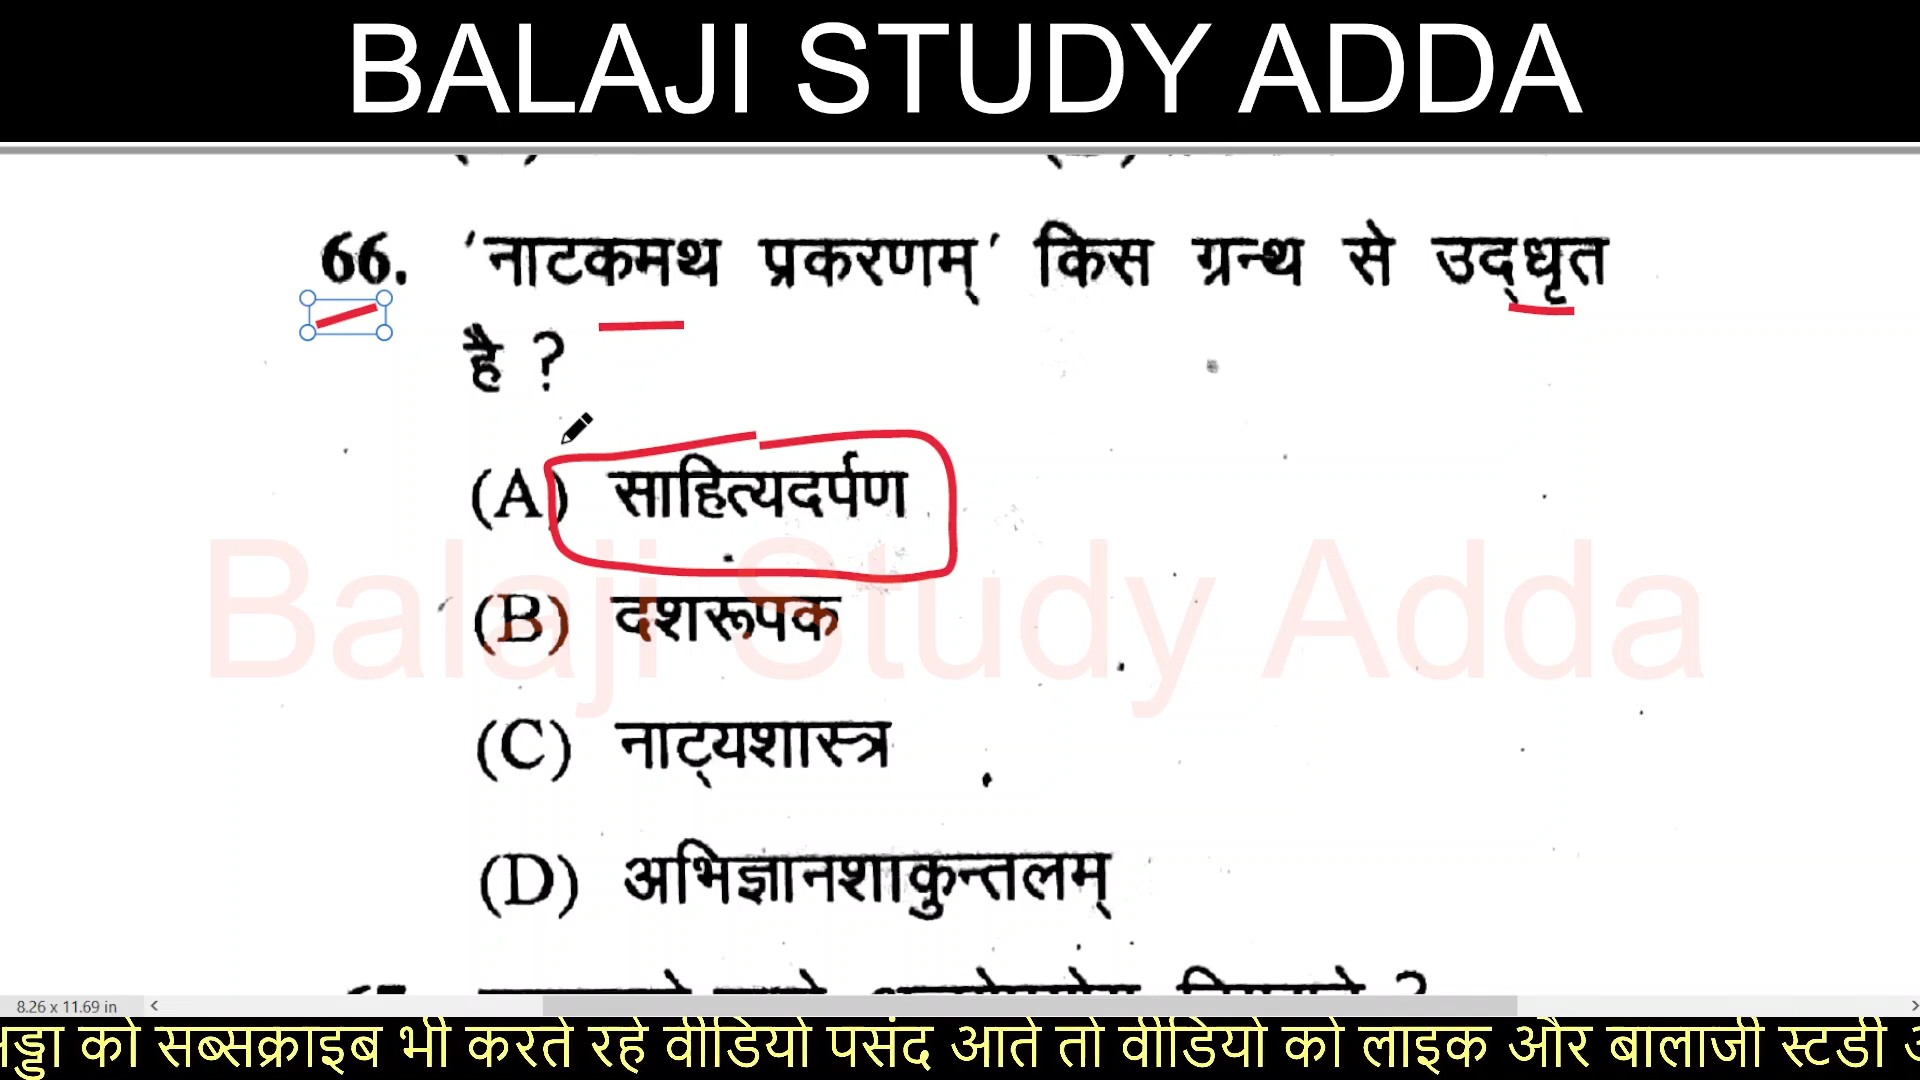 BALAJI STUDY ADDA
66. 'नाटकमथ प्रकरणम्' किस ग्रन्थ से उद्धृत
है ?
(A) साहित्यदर्पण
Balaji Study Adda
(B) दशरूपक
(C) नाट्यशास्त्र
(D) अभिज्ञानशाकुन्तलम्
8.26 x 11.69 in
को सब्सक्राइब भी करते रहे वीडियो पसंद आते तो वीडियो को लाइक और बालाजी स्टडी